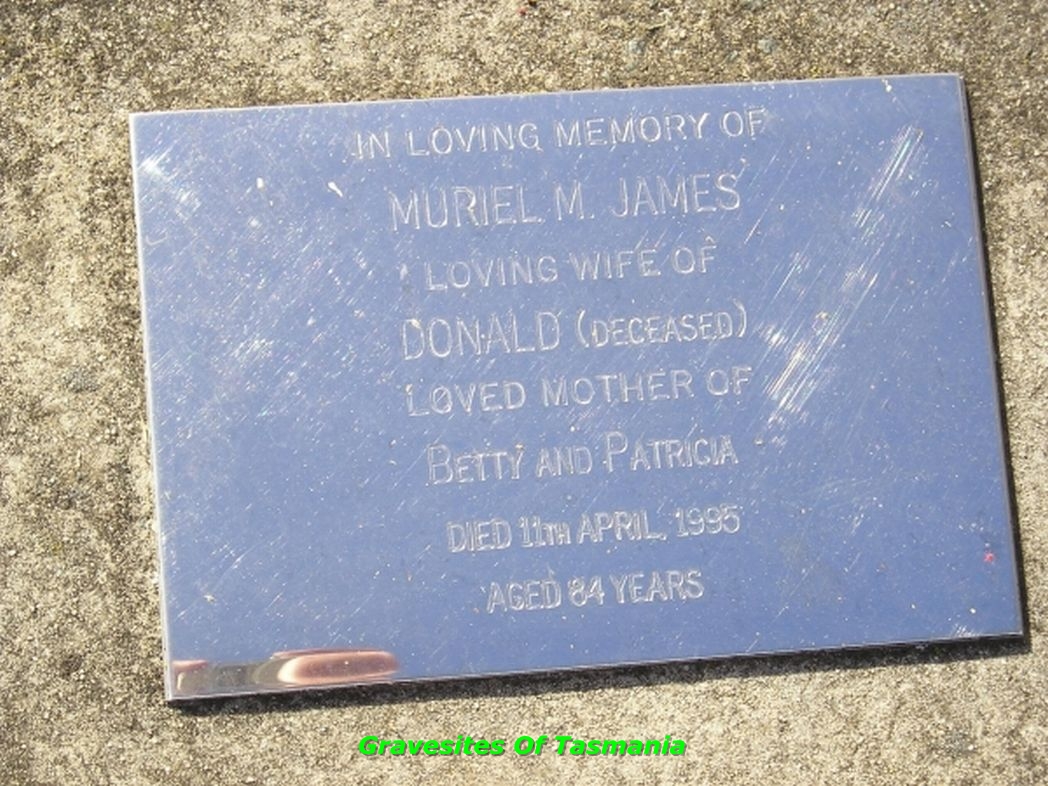 IN LOVING MEMORY OF
MURIEL M. JAMES
LOVING WIFE OF
DONALD (DECEASED)
LOVED MOTHER OF
BETTY AND PATRICIA
DIED 11TH APRIL, 1995
AGED 84 YEARS
Gravesites Of Tasmania